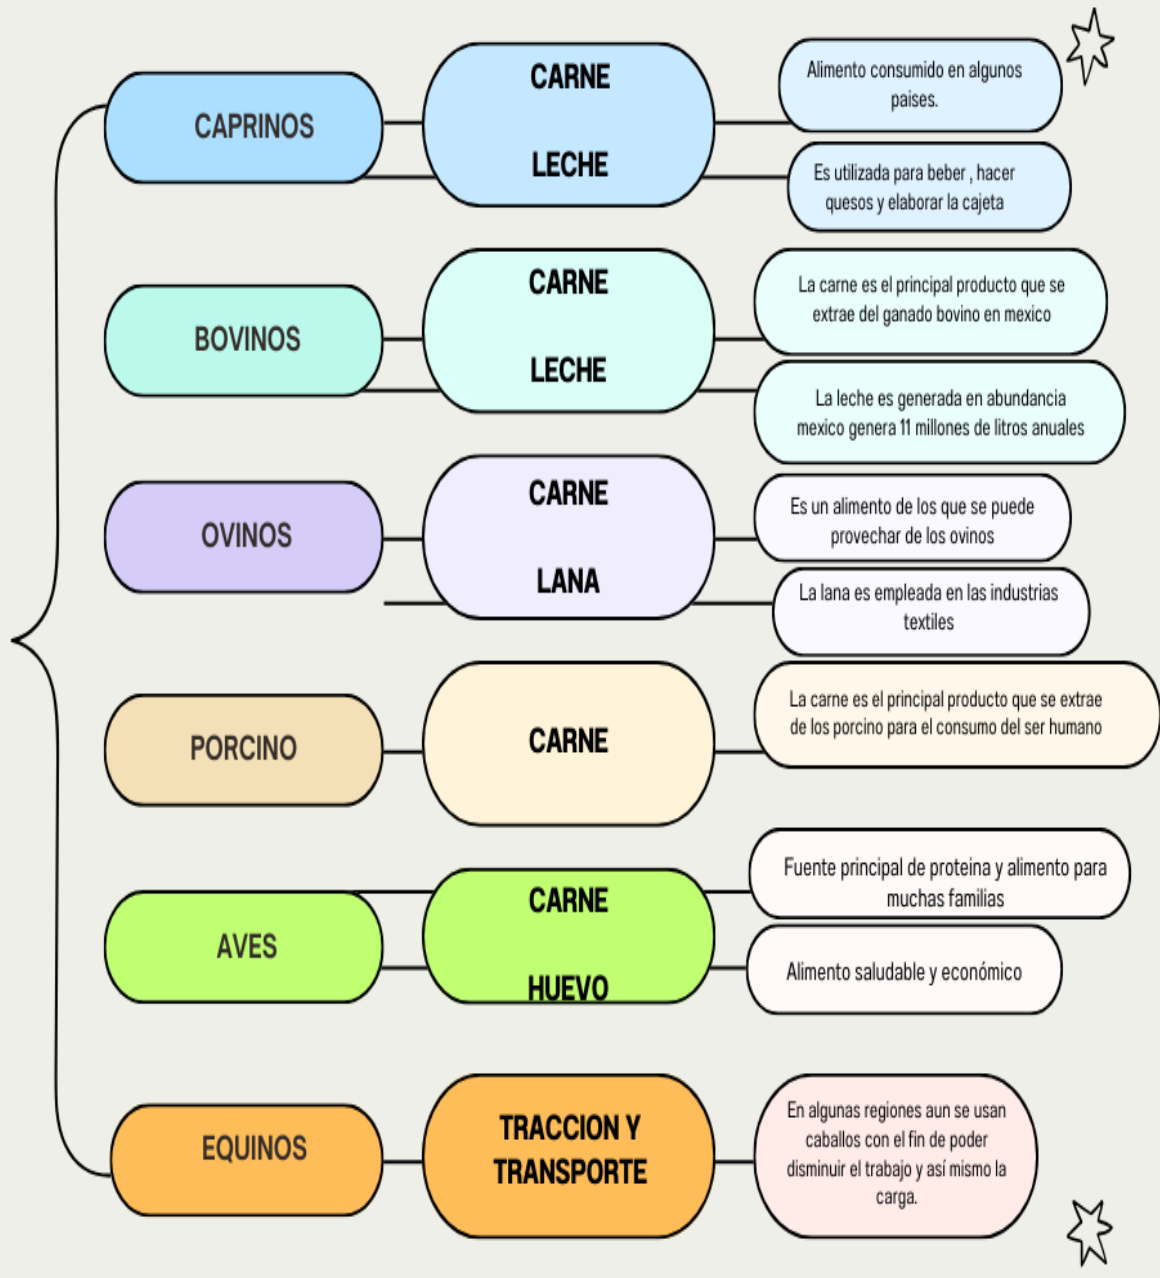 CAPRINOS
CARNE
LECHE
Alimento consumido en algunos
paises.
Es utilizada para beber , hacer
quesos y elaborar la cajeta
BOVINOS
CARNE
LECHE
La carne es el principal producto que se
extrae del ganado bovino en mexico
La leche es generada en abundancia
mexico genera 11 millones de litros anuales
OVINOS
CARNE
LANA
Es un alimento de los que se puede
provechar de los ovinos
La lana es empleada en las industrias
textiles
PORCINO
CARNE
La carne es el principal producto que se extrae
de los porcino para el consumo del ser humano
AVES
CARNE
HUEVO
Fuente principal de proteina y alimento para
muchas familias
Alimento saludable y económico
EQUINOS
TRACCION Y
TRANSPORTE
En algunas regiones aun se usan
caballos con el fin de poder
disminuir el trabajo y así mismo la
carga.